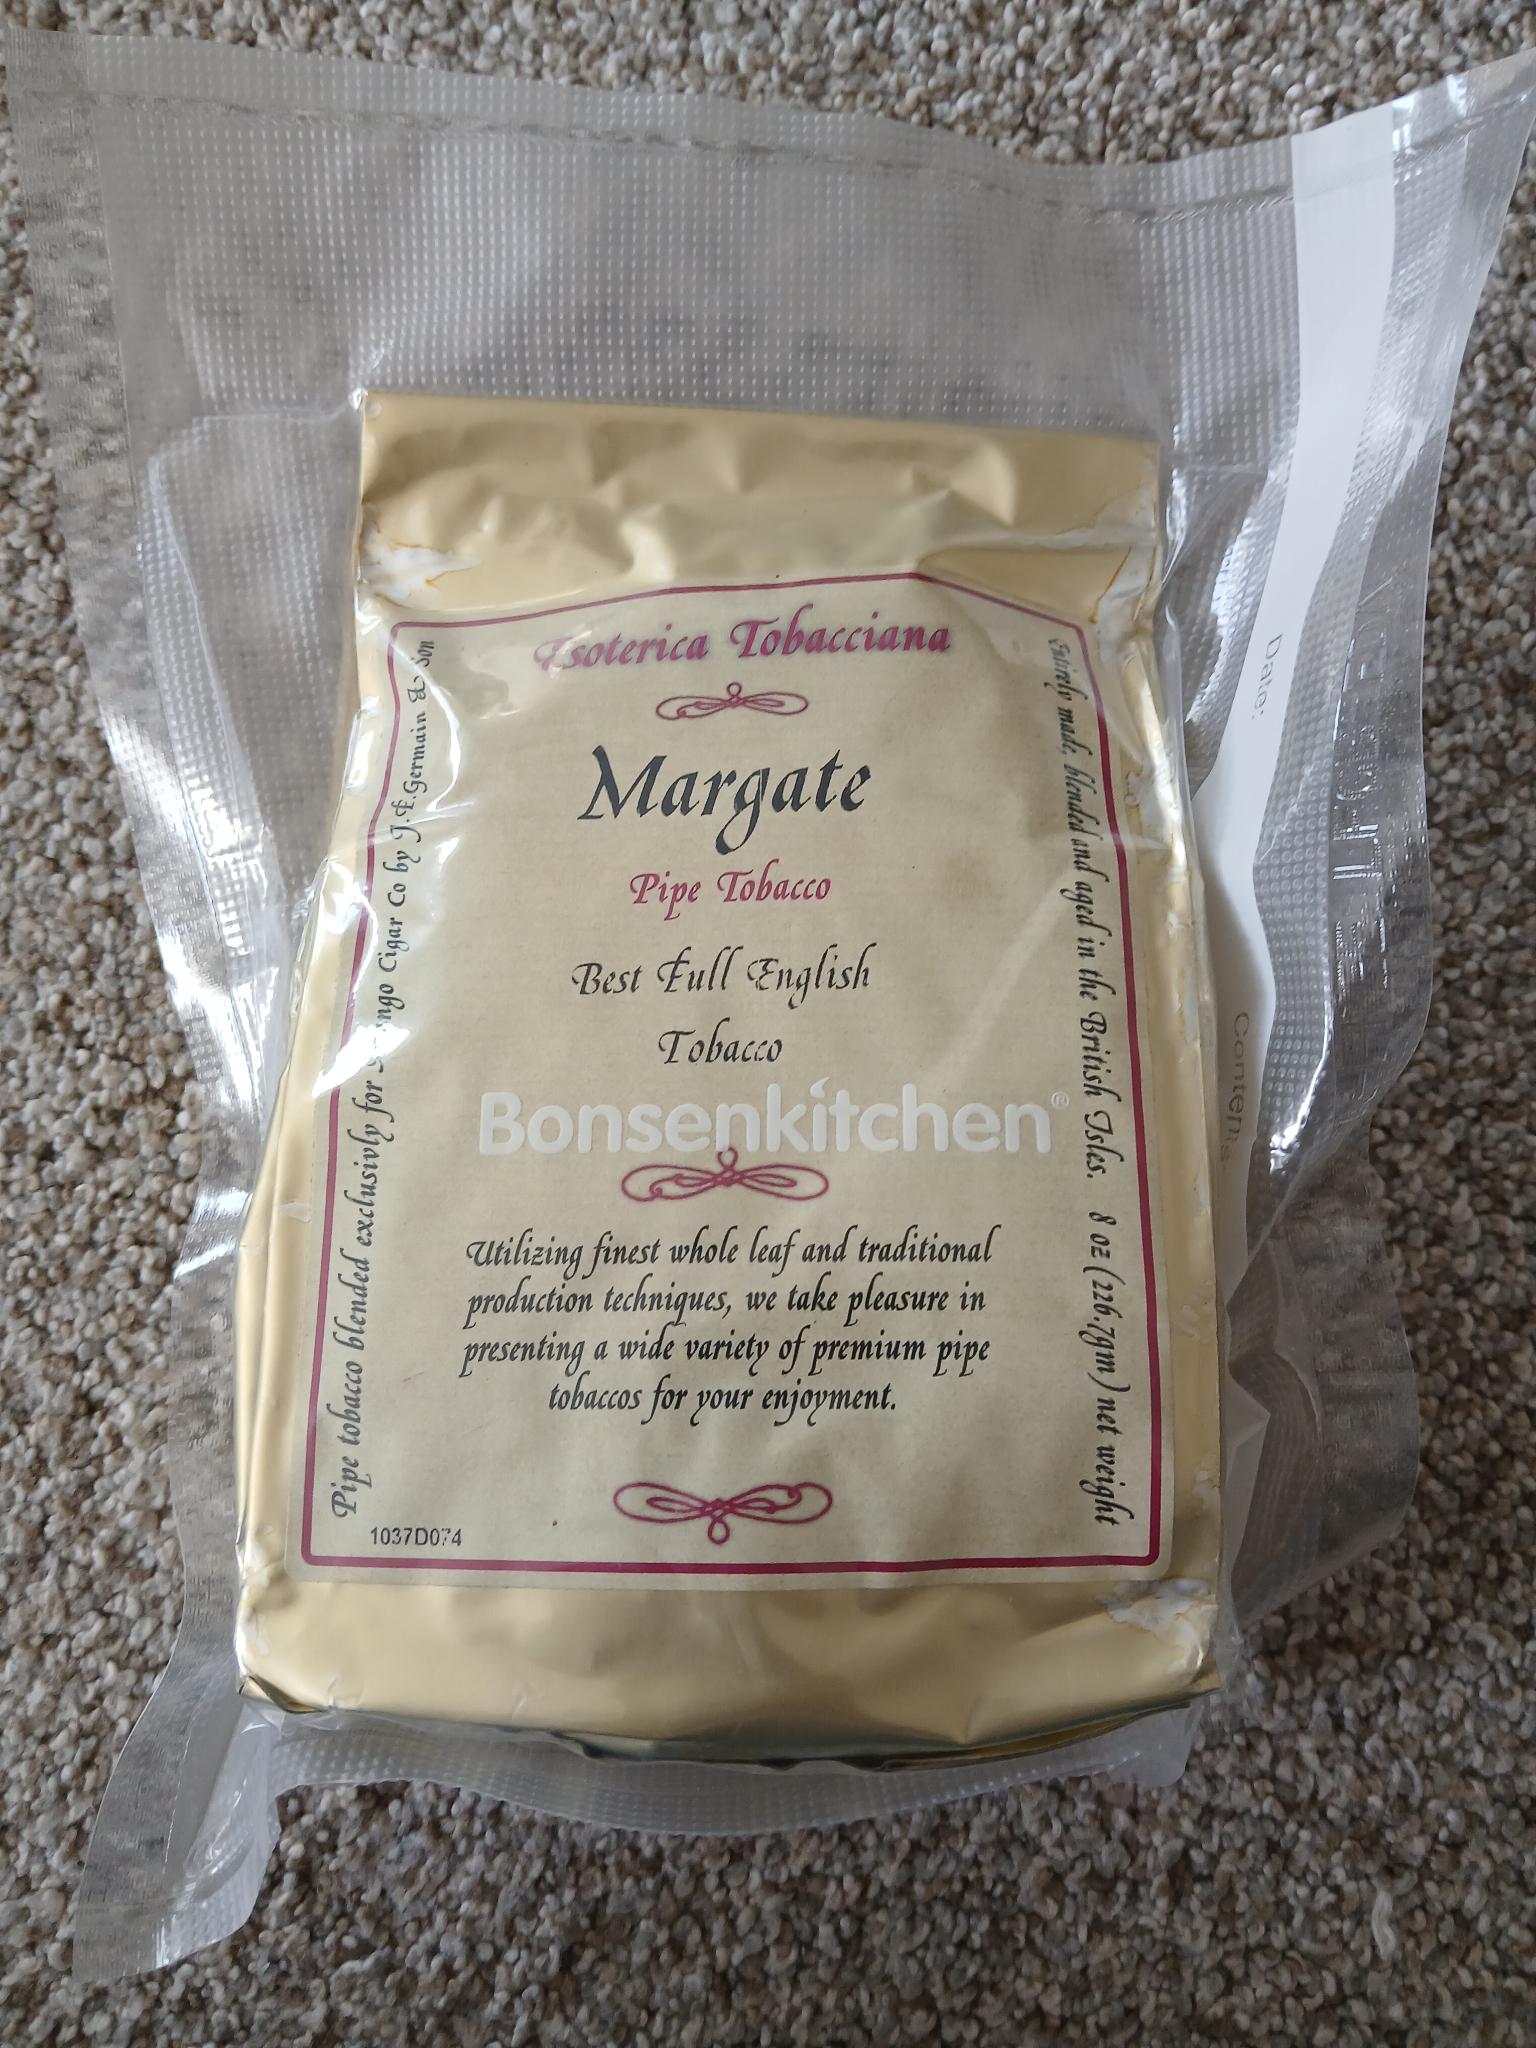 Esoterica Tobacciana
Margate
Pipe Tobacco
Best Full English
Tobacco
Bonsenkitchen®
Utilizing finest whole leaf and traditional
production techniques, we take pleasure in
presenting a wide variety of premium pipe
tobaccos for your enjoyment.
1037D074
Pipe tobacco blended exclusivly for Cigar Co by J.F.Germain & Son
Entirely made, blended and aged in the British Isles. 8 oz (226.7gm) net weight
Date:
Contents